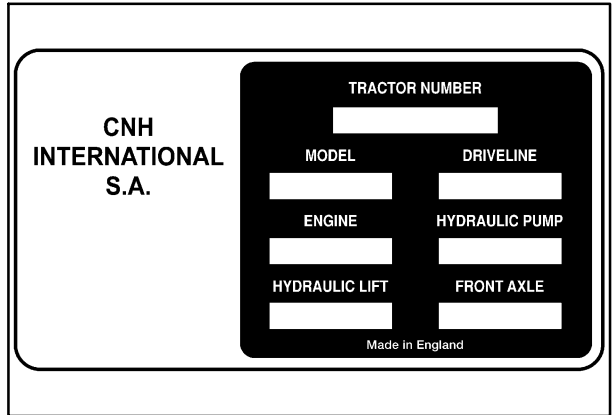 CNH
INTERNATIONAL
S.A.
TRACTOR NUMBER
MODEL
DRIVELINE
ENGINE
HYDRAULIC PUMP
HYDRAULIC LIFT
FRONT AXLE
Made in England